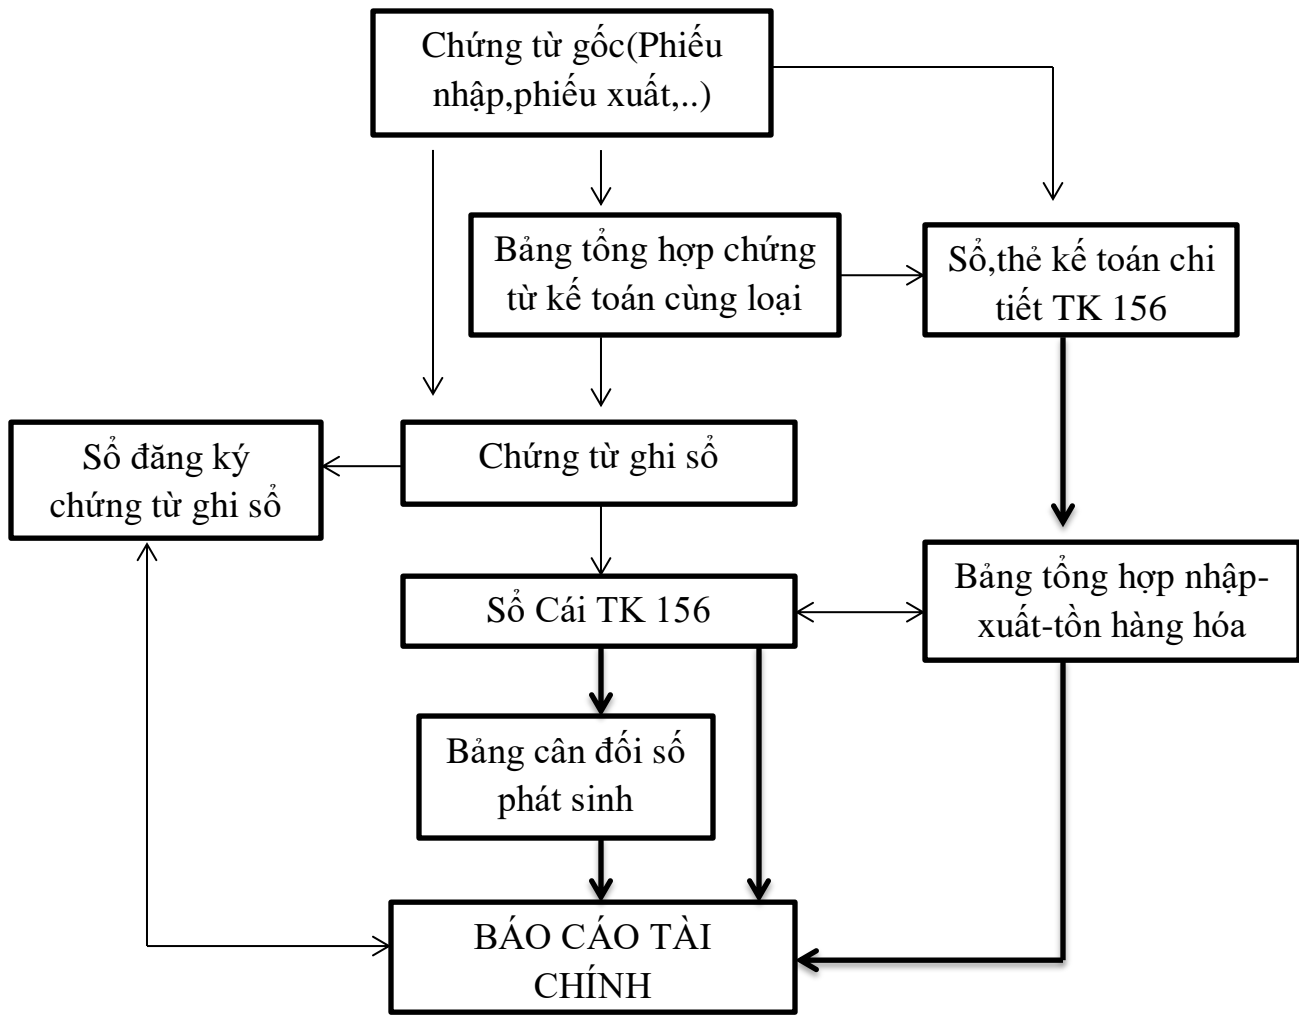 Chứng từ gốc(Phiếu
nhập,phiếu xuất,..)
Bảng tổng hợp chứng
từ kế toán cùng loại
Sổ,thẻ kế toán chi
tiết TK 156
Sổ đăng ký
chứng từ ghi sổ
Chứng từ ghi sổ
Sổ Cái TK 156
Bảng tổng hợp nhập-
xuất-tồn hàng hóa
Bảng cân đối số
phát sinh
BÁO CÁO TÀI
CHÍNH